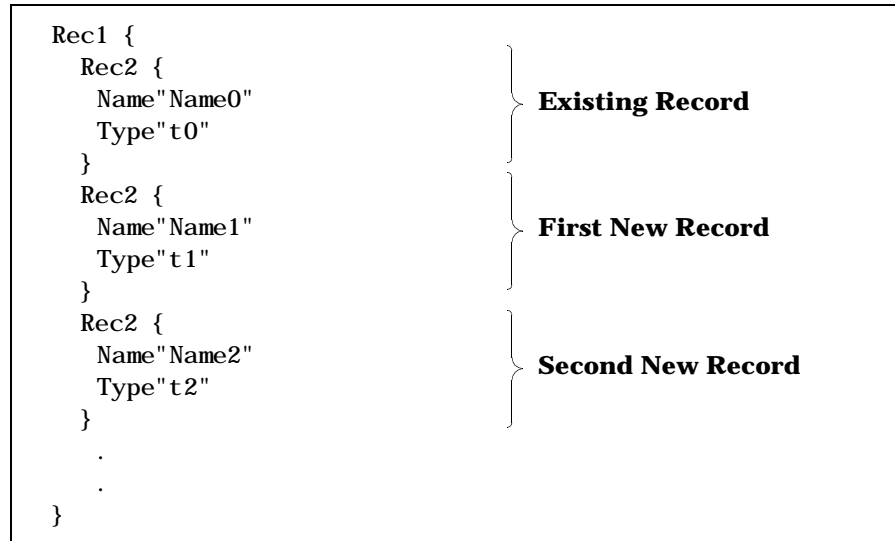 Rec1 {
Rec2 {
Name"Name0"
Type"t0"
}
Existing Record
Rec2 {
Name"Name1"
Type"t1"
}
First New Record
Rec2 {
Name"Name2"
Type"t2"
}
Second New Record
.
.
}